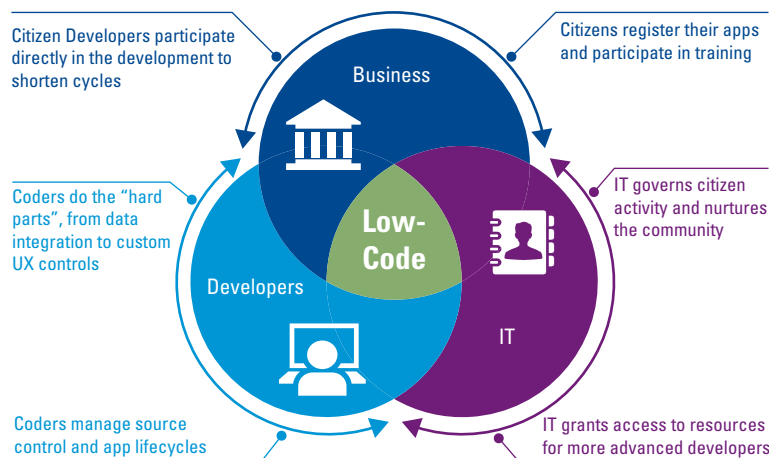 Citizen Developers participate
directly in the development to
shorten cycles
Citizens register their apps
and participate in training
Business
Coders do the “hard
parts”, from data
integration to custom
UX controls
Low-
Code
IT governs citizen
activity and nurtures
the community
Developers
IT
Coders manage source
control and app lifecycles
IT grants access to resources
for more advanced developers